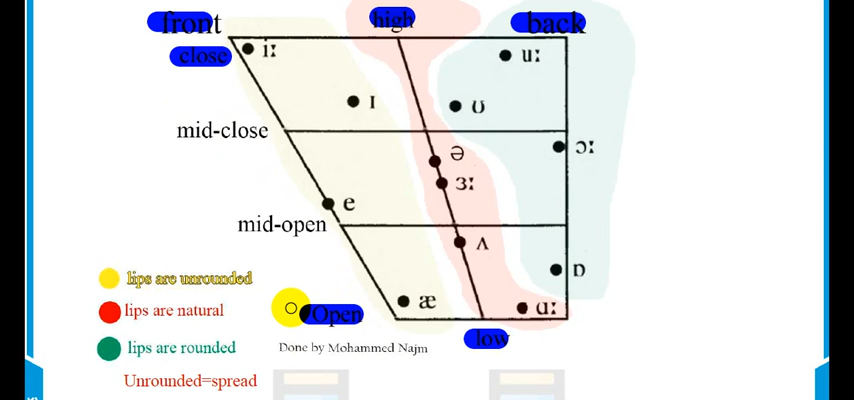 front high back
close
iː
uː
ɪ
ʊ
mid-close
ə
ɔː
ɜː
e
mid-open
ʌ
ɒ
lips are unrounded
æ
ɑː
lips are natural
Open
low
lips are rounded
Done by Mohammed Najm
Unrounded=spread